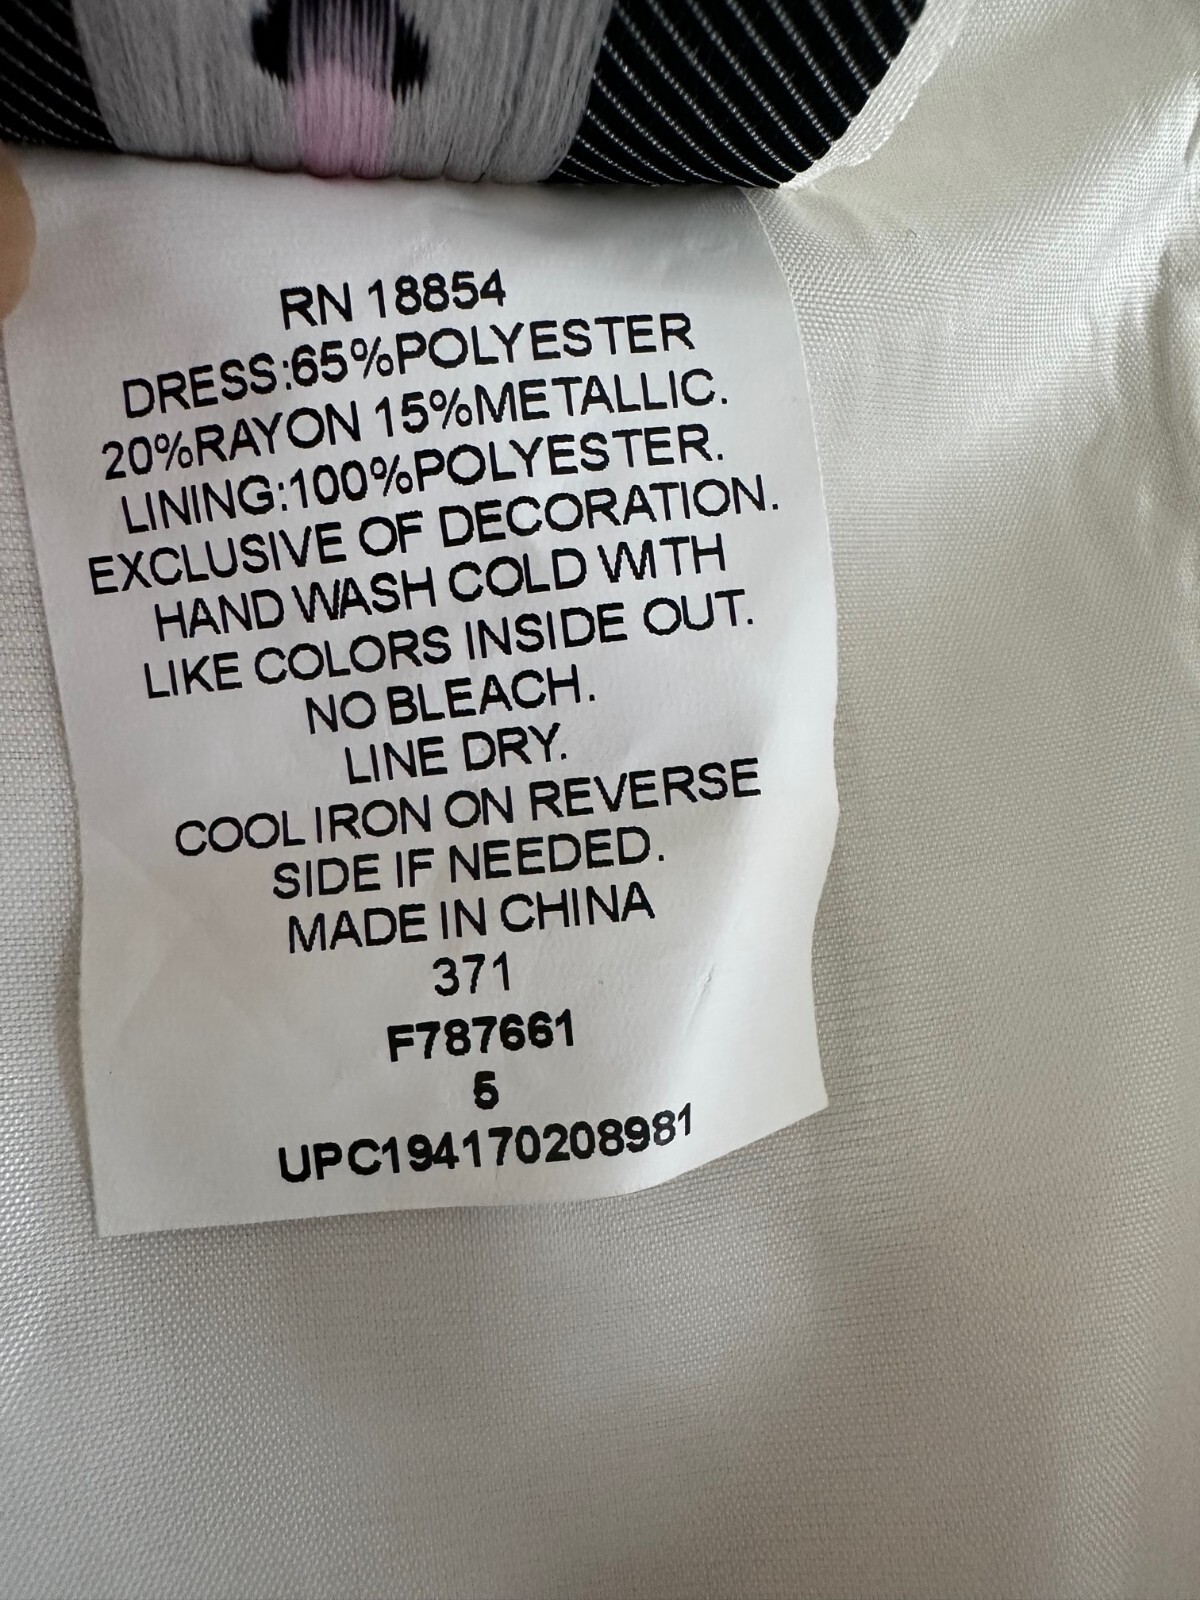 RN 18854
DRESS:65%POLYESTER
20%RAYON 15%METALLIC.
LINING:100%POLYESTER.
EXCLUSIVE OF DECORATION.
HAND WASH COLD WITH
LIKE COLORS INSIDE OUT.
NO BLEACH.
LINE DRY.
COOL IRON ON REVERSE
SIDE IF NEEDED.
MADE IN CHINA
371
F787661
5
UPC194170208981